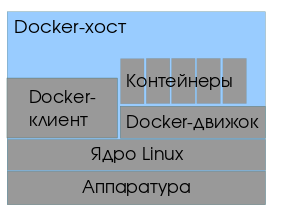 Docker-хост
Контейнеры
Docker-
клиент
Docker-движок
Ядро Linux
Аппаратура